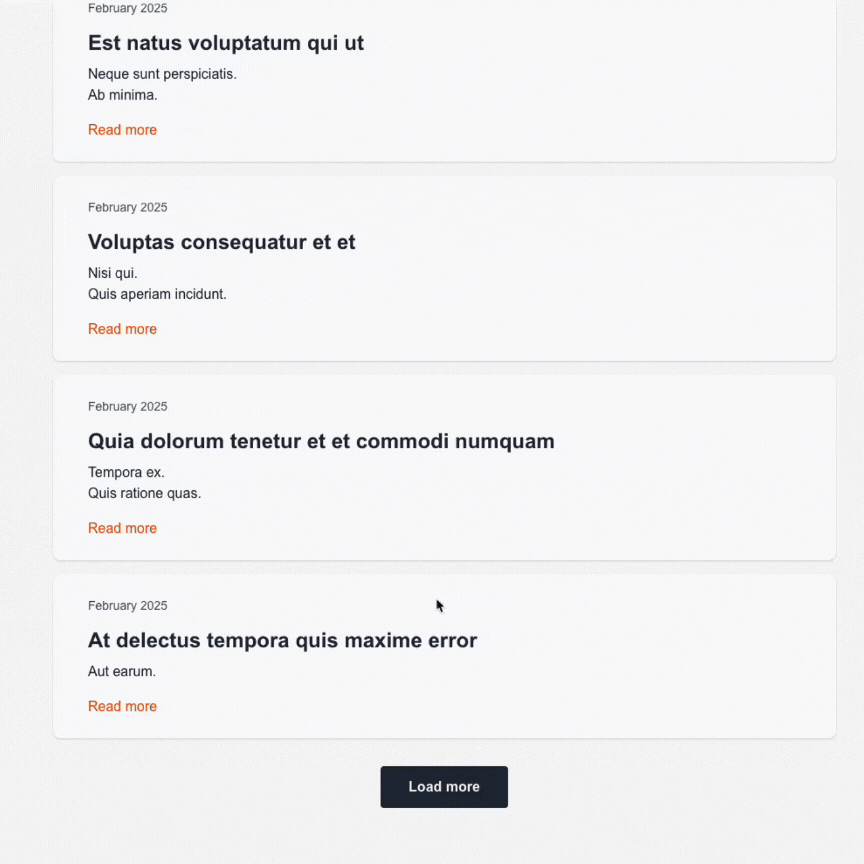 February 2025
Est natus voluptatum qui ut
Neque sunt perspiciatis.
Ab minima.
Read more
February 2025
Voluptas consequatur et et
Nisi qui.
Quis aperiam incidunt.
Read more
February 2025
Quia dolorum tenetur et et commodi numquam
Tempora ex.
Quis ratione quas.
Read more
February 2025
At delectus tempora quis maxime error
Aut earum.
Read more
Load more